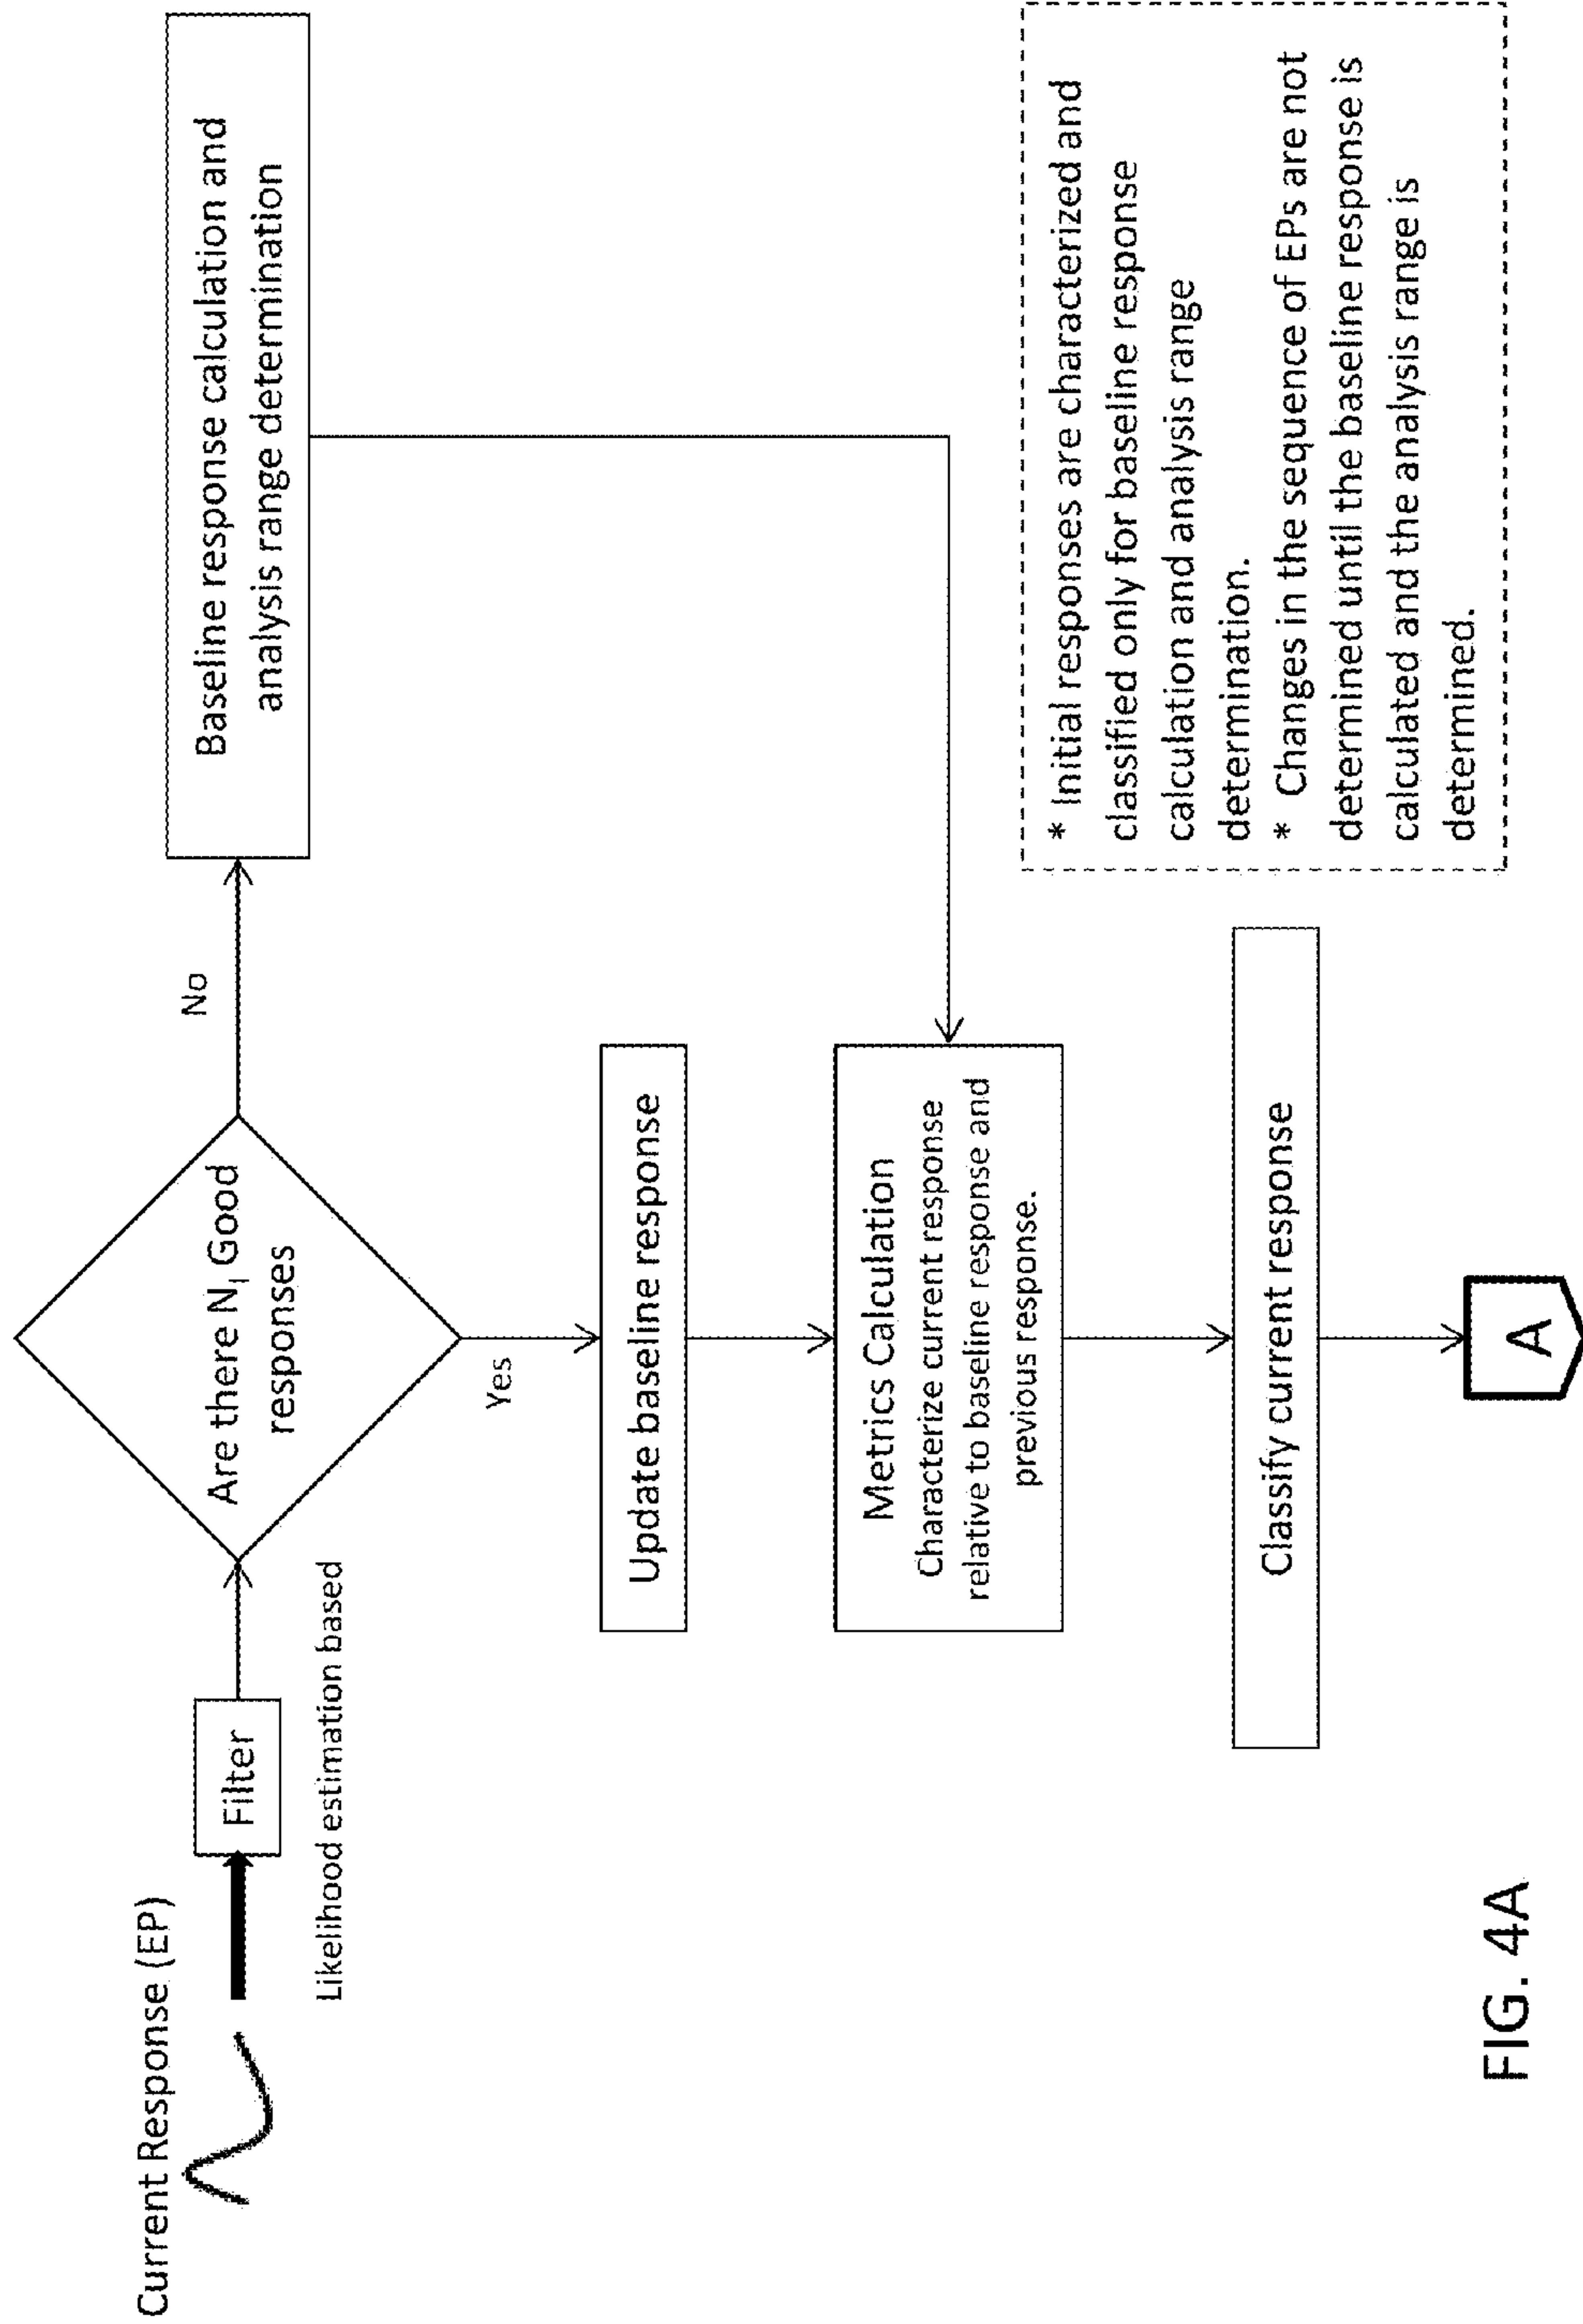 Current Response (EP)
Filter
Likelihood estimation based
Are there Nᵢ Good
responses
No
Baseline response calculation and
analysis range determination
Yes
Update baseline response
Metrics Calculation
Characterize current response
relative to baseline response and
previous response.
Classify current response
A
* Initial responses are characterized and
classified only for baseline response
calculation and analysis range
determination.
* Changes in the sequence of EPs are not
determined until the baseline response is
calculated and the analysis range is
determined.
FIG. 4A